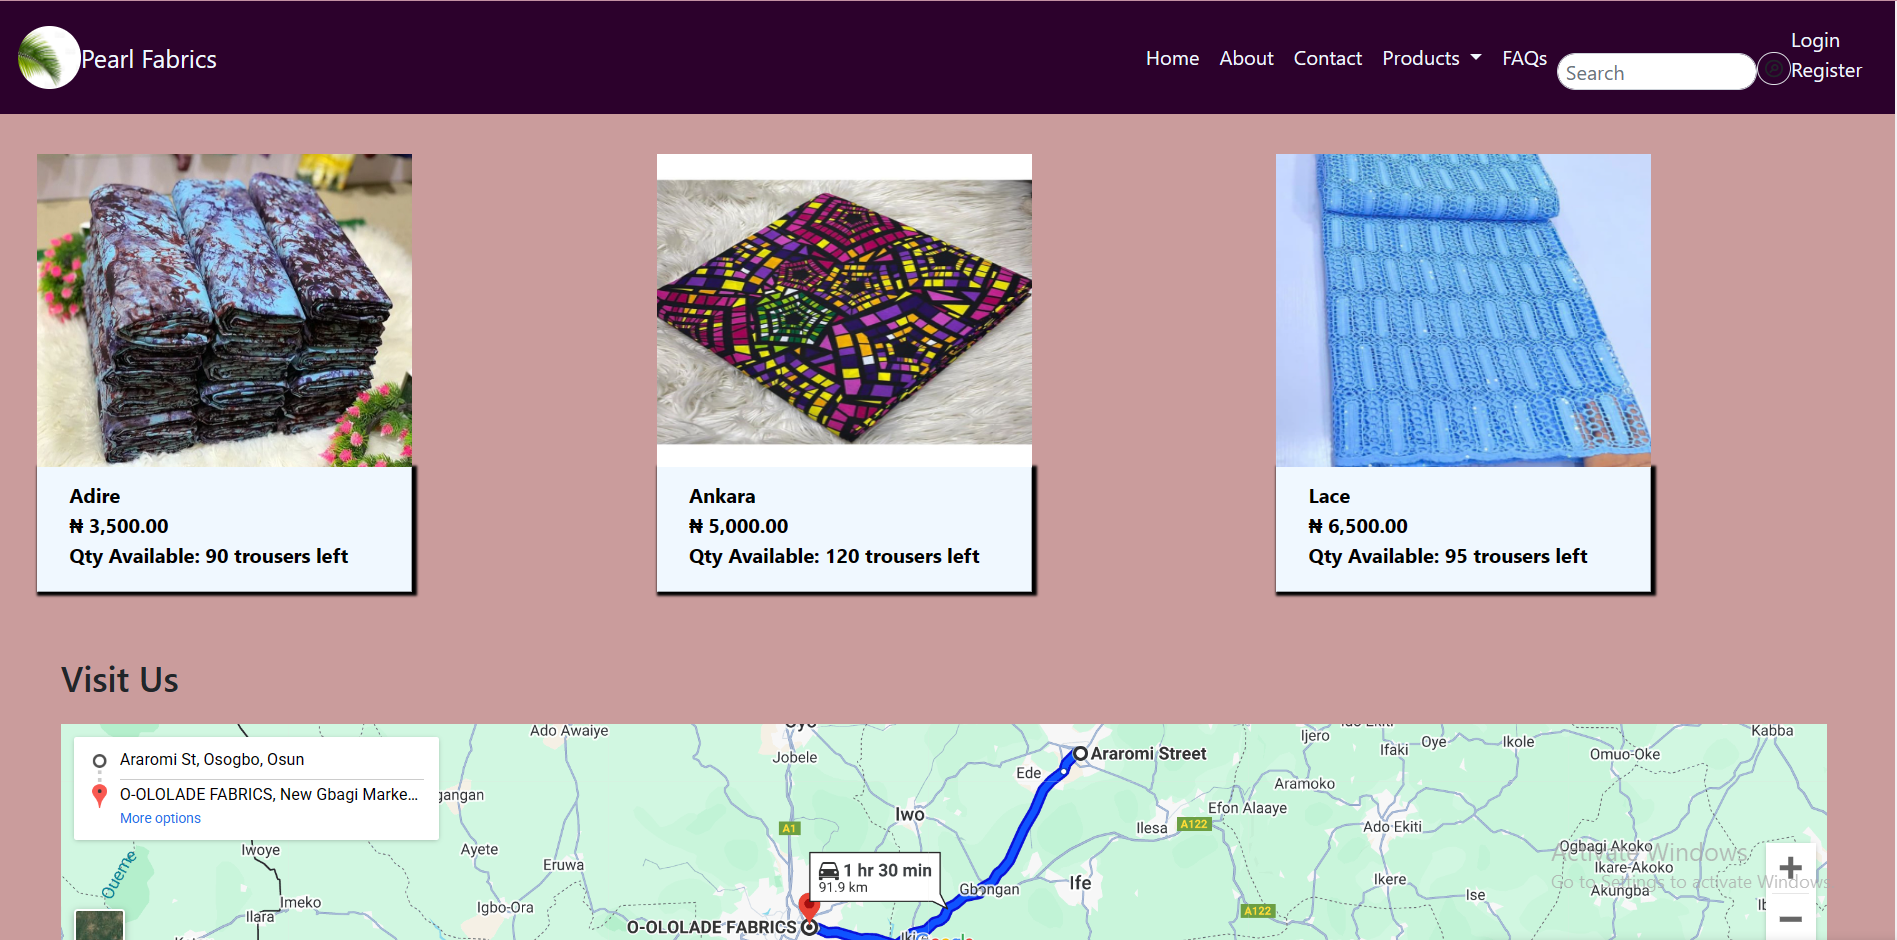 Pearl Fabrics
Home About Contact Products FAQs
Search
Login
Register
Adire
₦ 3,500.00
Qty Available: 90 trousers left
Ankara
₦ 5,000.00
Qty Available: 120 trousers left
Lace
₦ 6,500.00
Qty Available: 95 trousers left
Visit Us
Araromi St, Osogbo, Osun
O-OLOLADE FABRICS, New Gbagi Marke...
More options
Ado Awaiye
Jobele
Araromi Street
Ede
Ijero
Ifaki
Oye
Ikole
Omuo-Oke
Kabba
Aramoko
Efon Alaaye
Iwo
A1
Ilesa
A122
Ado Ekiti
Iwoye
Ayete
Eruwa
Oueme
1 hr 30 min
91.9 km
Gbongan
Ife
Ikere
Ise
Ogbagi Akoko
Ikare-Akoko
Akungba
Activate Windows
Go to Settings to activate Windows
Imeko
Ilara
Igbo-Ora
A122
O-OLOLADE FABRICS